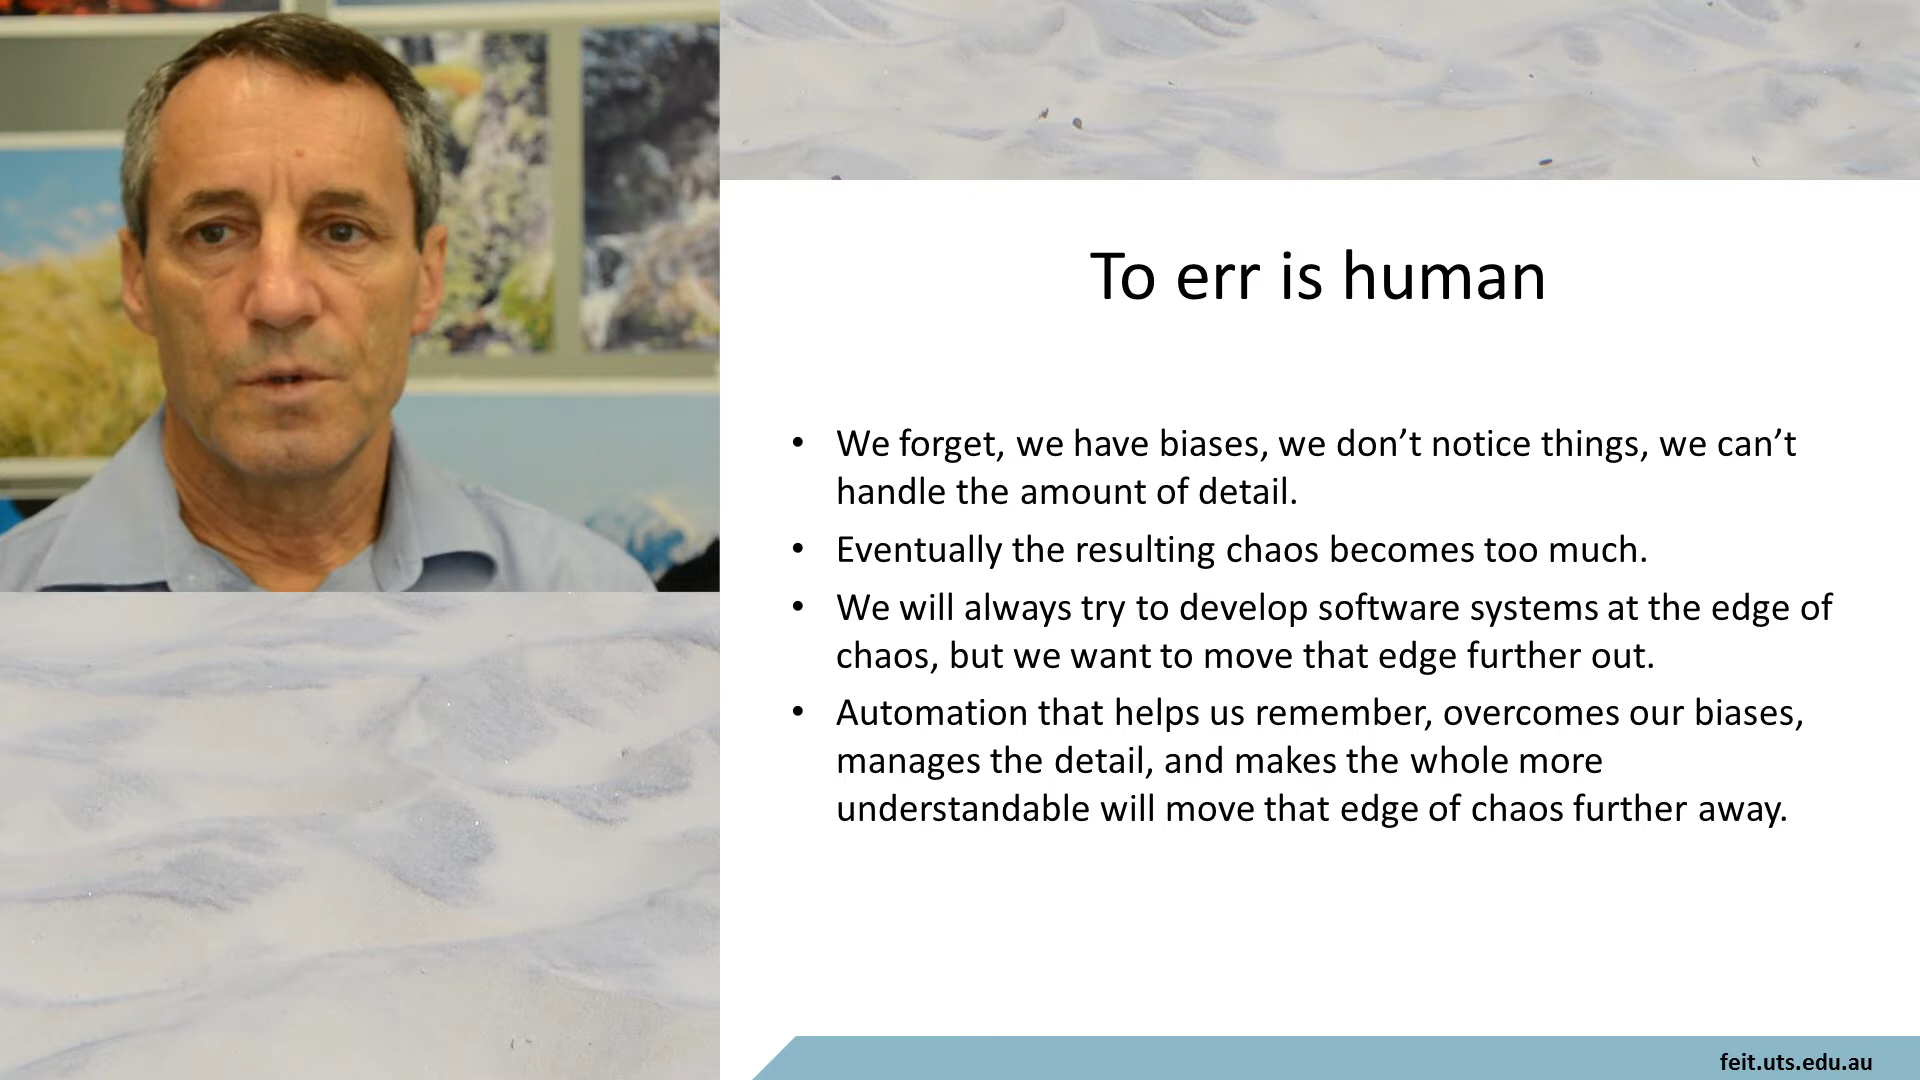 To err is human
• We forget, we have biases, we don’t notice things, we can’t
handle the amount of detail.
• Eventually the resulting chaos becomes too much.
• We will always try to develop software systems at the edge of
chaos, but we want to move that edge further out.
• Automation that helps us remember, overcomes our biases,
manages the detail, and makes the whole more
understandable will move that edge of chaos further away.
feit.uts.edu.au